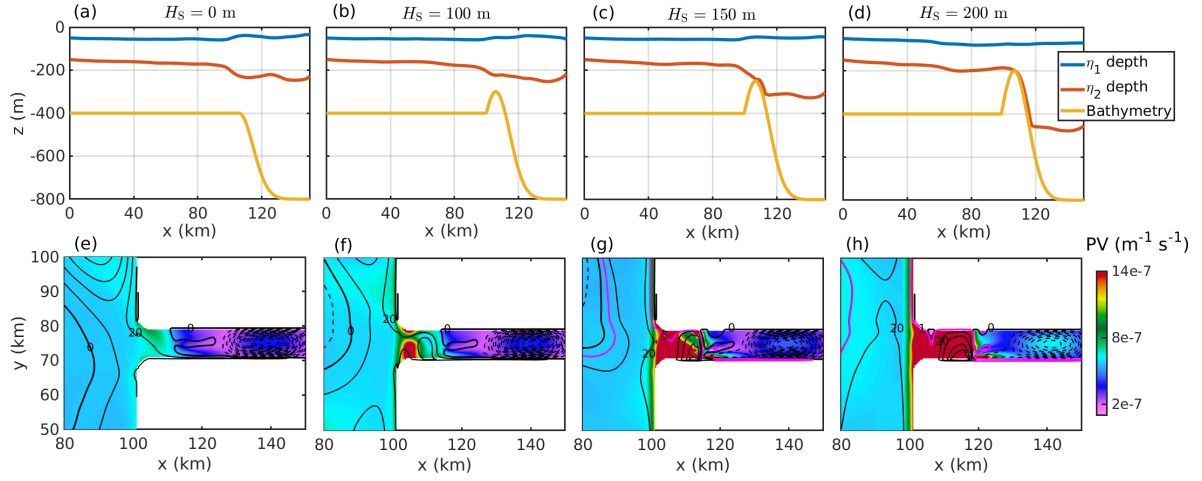 (a) H_S = 0 m
(b) H_S = 100 m
(c) H_S = 150 m
(d) H_S = 200 m
0
-200
-400
-600
-800
z (m)
0 40 80 120
x (km)
0 40 80 120
x (km)
0 40 80 120
x (km)
0 40 80 120
x (km)
η1 depth
η2 depth
Bathymetry
(e)
(f)
(g)
(h)
PV (m⁻¹ s⁻¹)
100
90
80
70
60
50
y (km)
0 20 0
0 20 0
5 20 0
20 1 20 0
80 100 120 140
x (km)
80 100 120 140
x (km)
80 100 120 140
x (km)
80 100 120 140
x (km)
14e-7
10e-7
6e-7
2e-7